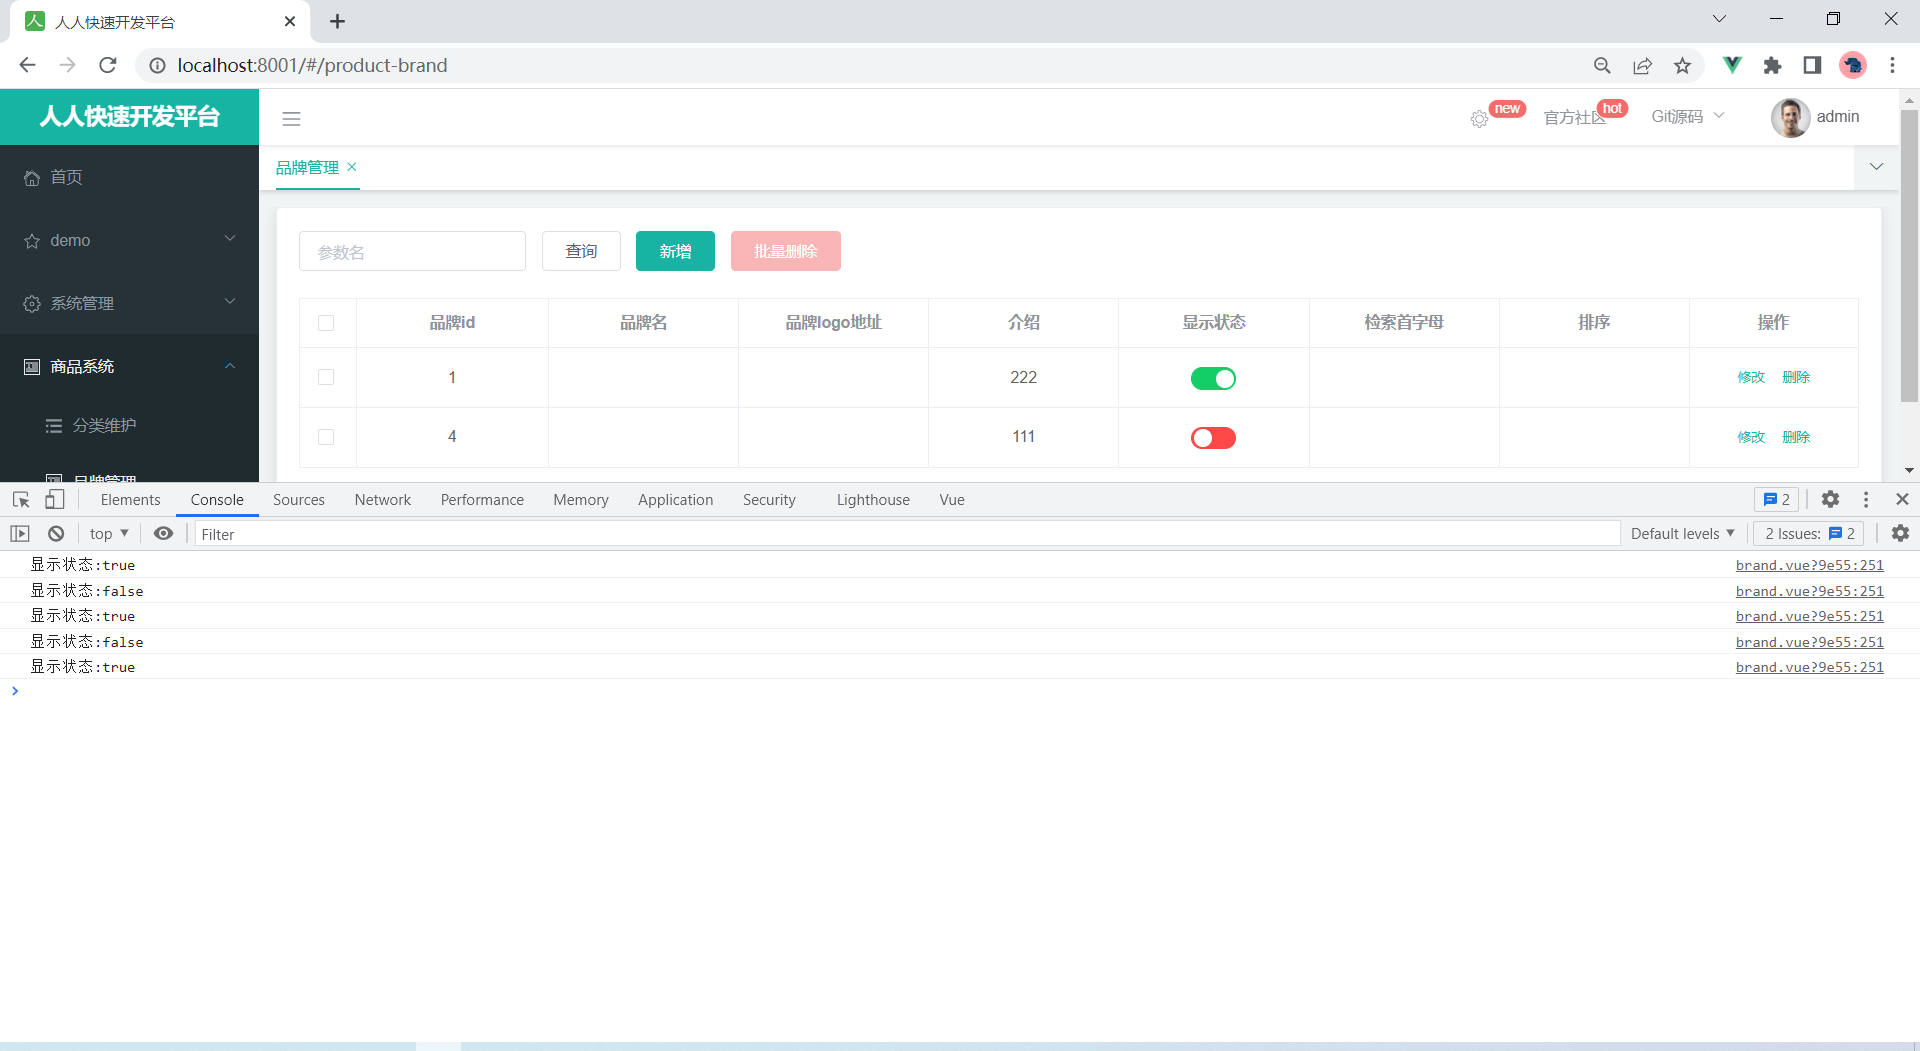 人人快速开发平台
localhost:8001/#/product-brand
人人快速开发平台
new
官方社区
hot
Git源码
admin
首页
demo
系统管理
商品系统
分类维护
品牌管理
品牌管理
参数名
查询 新增 批量删除
品牌id 品牌名 品牌logo地址 介绍 显示状态 检索首字母 排序 操作
1 222 修改 删除
4 111 修改 删除
Elements Console Sources Network Performance Memory Application Security Lighthouse Vue 2
top Filter Default levels 2 Issues: 2
显示状态:true brand.vue?9e55:251
显示状态:false brand.vue?9e55:251
显示状态:true brand.vue?9e55:251
显示状态:false brand.vue?9e55:251
显示状态:true brand.vue?9e55:251